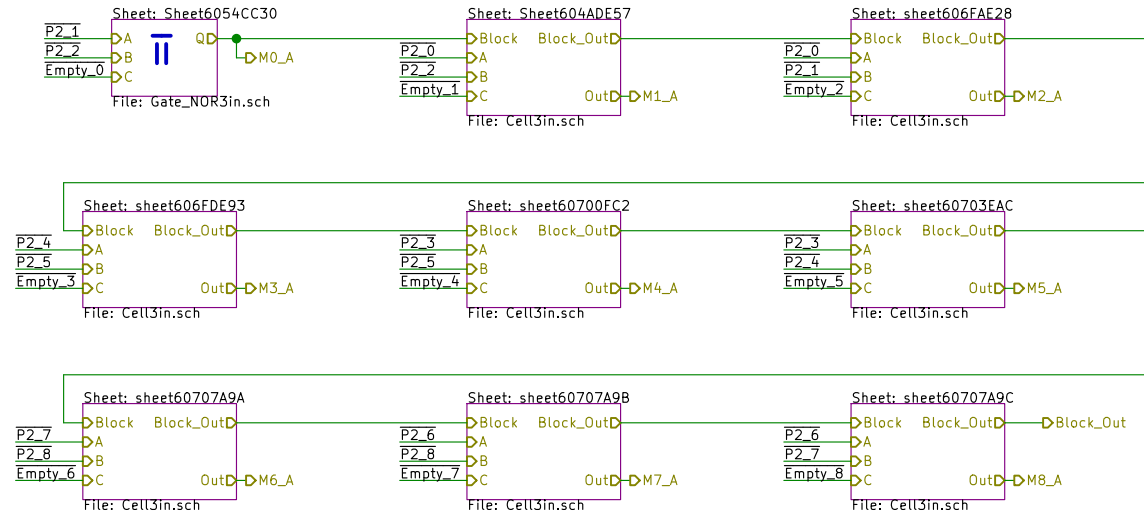 Sheet: Sheet6054CC30
P2_1
A
Q
P2_2
B
M0_A
Empty_0
C
File: Gate_NOR3in.sch
Sheet: Sheet604ADE57
Block
Block_Out
P2_0
A
P2_2
B
Empty_1
C
Out
M1_A
File: Cell3in.sch
Sheet: sheet606FAE28
Block
Block_Out
P2_0
A
P2_1
B
Empty_2
C
Out
M2_A
File: Cell3in.sch
Sheet: sheet606FDE93
Block
Block_Out
P2_4
A
P2_5
B
Empty_3
C
Out
M3_A
File: Cell3in.sch
Sheet: sheet60700FC2
Block
Block_Out
P2_3
A
P2_5
B
Empty_4
C
Out
M4_A
File: Cell3in.sch
Sheet: sheet60703EAC
Block
Block_Out
P2_3
A
P2_4
B
Empty_5
C
Out
M5_A
File: Cell3in.sch
Sheet: sheet60707A9A
Block
Block_Out
P2_7
A
P2_8
B
Empty_6
C
Out
M6_A
File: Cell3in.sch
Sheet: sheet60707A9B
Block
Block_Out
P2_6
A
P2_8
B
Empty_7
C
Out
M7_A
File: Cell3in.sch
Sheet: sheet60707A9C
Block
Block_Out
Block_Out
P2_6
A
P2_7
B
Empty_8
C
Out
M8_A
File: Cell3in.sch